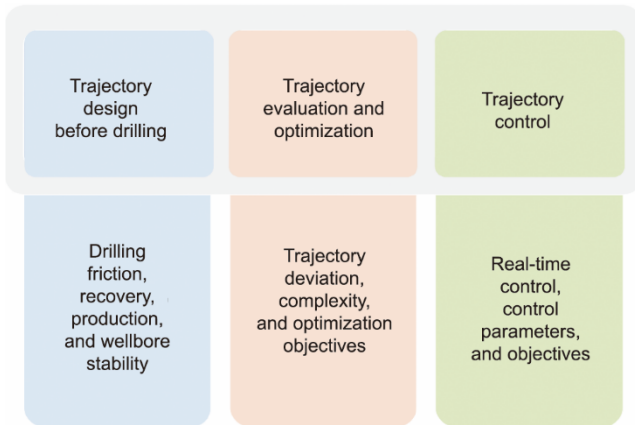 Trajectory
design
before drilling
Trajectory
evaluation and
optimization
Trajectory
control
Drilling
friction,
recovery,
production,
and wellbore
stability
Trajectory
deviation,
complexity,
and optimization
objectives
Real-time
control,
control
parameters,
and objectives